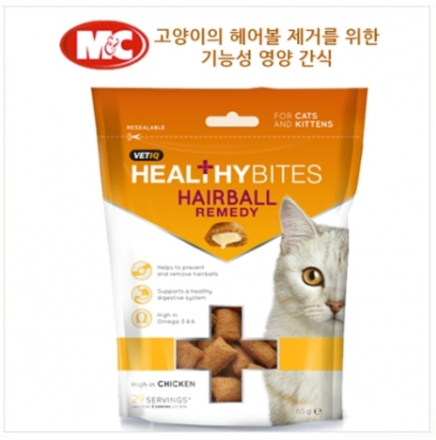 M&C
고양이의 헤어볼 제거를 위한
기능성 영양 간식
RESEALABLE
FOR CATS
AND KITTENS
VETIQ
HEALTHYBITES
HAIRBALL
REMEDY
Helps to prevent
and remove hairballs
Supports a healthy
digestive system
High in
Omega 3 & 6
High in CHICKEN
29 SERVINGS*
65 g e